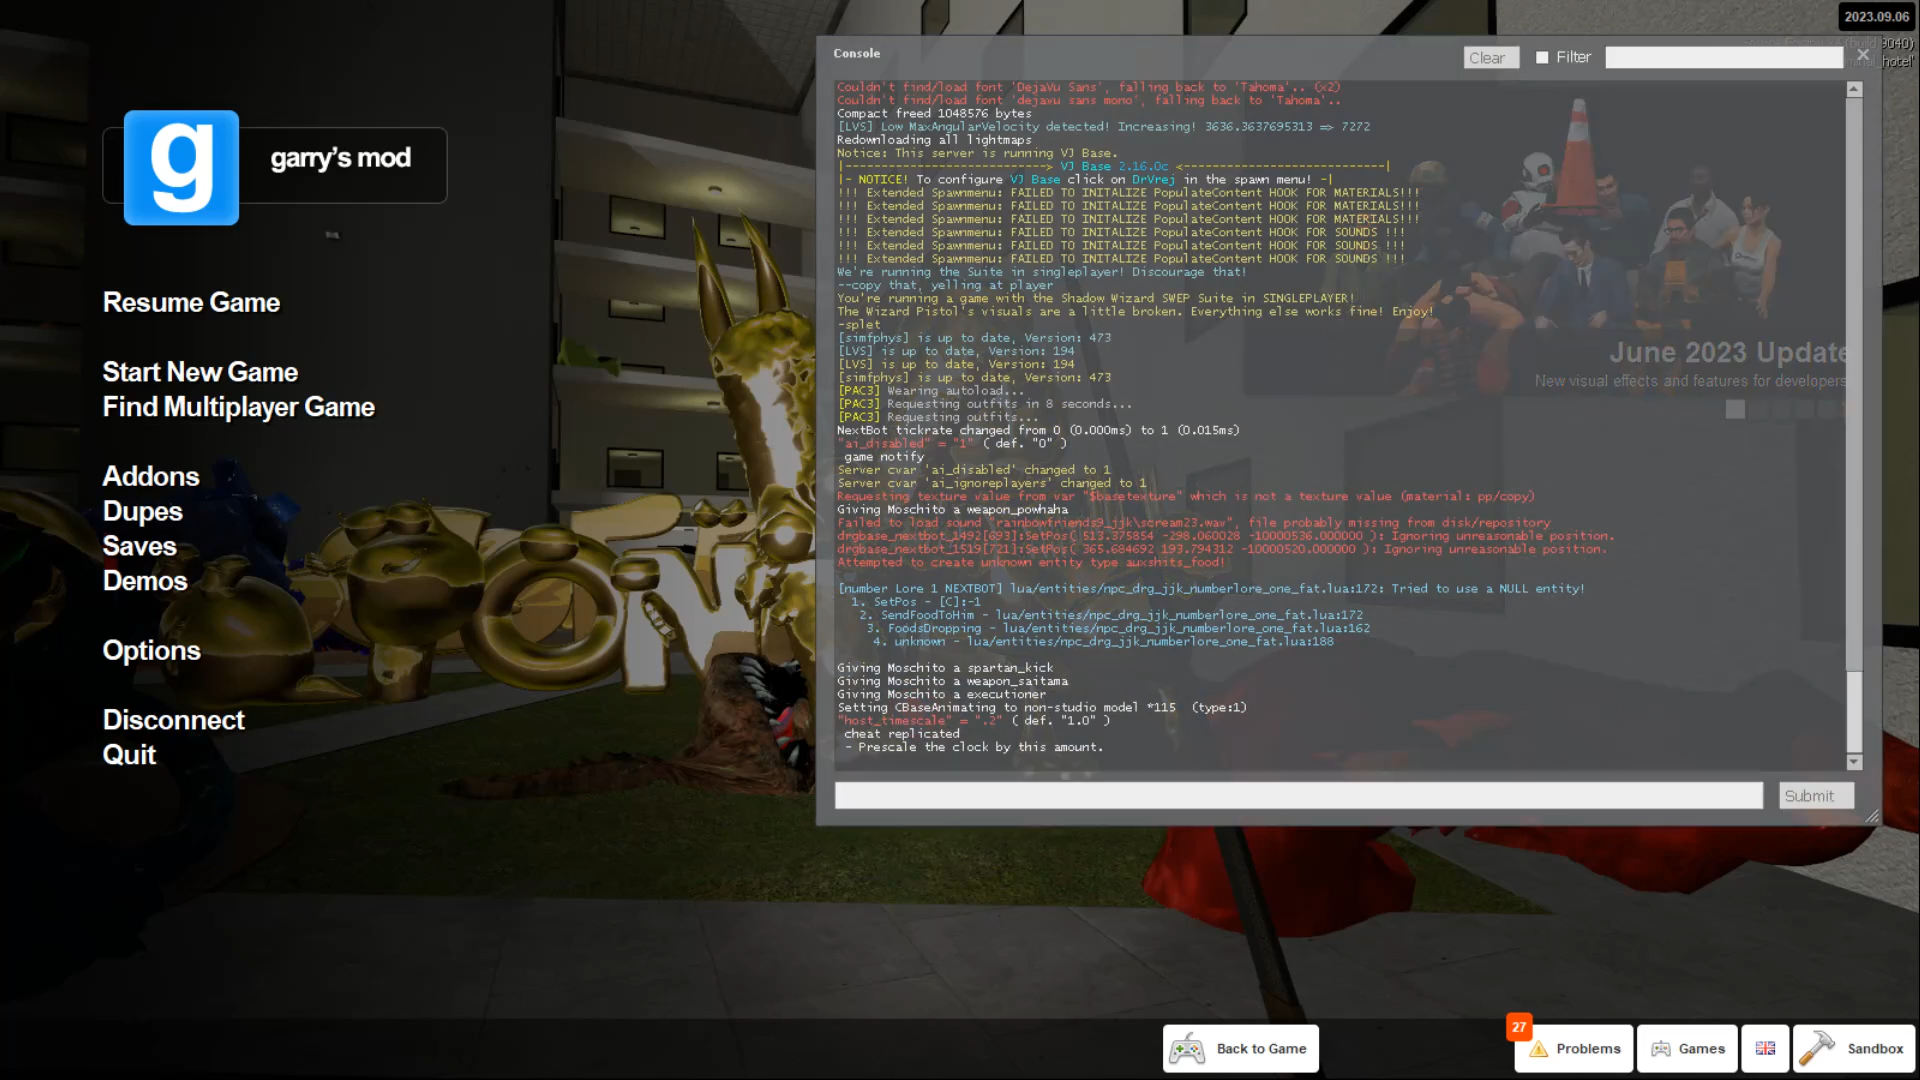 2023.09.06
garry's mod
Resume Game
Start New Game
Find Multiplayer Game
Addons
Dupes
Saves
Demos
Options
Disconnect
Quit
Console
Clear
Filter
Couldn't find/load font 'DejaVu Sans', falling back to 'Tahoma'.. (x2)
Couldn't find/load font 'dejavu sans mono', falling back to 'Tahoma'..
Compact freed 1048576 bytes
[LVS] Low MaxAngularVelocity detected! Increasing! 3636.3637695313 => 7272
Redownloading all lightmaps
Notice: This server is running VJ Base.
|----------------------------> VJ Base 2.16.0c <---------------------------|
|- NOTICE! To configure VJ Base click on DrVrej in the spawn menu! -|
!!! Extended Spawnmenu: FAILED TO INITALIZE PopulateContent HOOK FOR MATERIALS!!!
!!! Extended Spawnmenu: FAILED TO INITALIZE PopulateContent HOOK FOR MATERIALS!!!
!!! Extended Spawnmenu: FAILED TO INITALIZE PopulateContent HOOK FOR MATERIALS!!!
!!! Extended Spawnmenu: FAILED TO INITALIZE PopulateContent HOOK FOR SOUNDS !!!
!!! Extended Spawnmenu: FAILED TO INITALIZE PopulateContent HOOK FOR SOUNDS !!!
!!! Extended Spawnmenu: FAILED TO INITALIZE PopulateContent HOOK FOR SOUNDS !!!
We're running the Suite in singleplayer! Discourage that!
--copy that, yelling at player
You're running a game with the Shadow Wizard SWEP Suite in SINGLEPLAYER!
The Wizard Pistol's visuals are a little broken. Everything else works fine! Enjoy!
-splet
[simfphys] is up to date, Version: 473
[LVS] is up to date, Version: 194
[LVS] is up to date, Version: 194
[simfphys] is up to date, Version: 473
[PAC3] Wearing autoload...
[PAC3] Requesting outfits in 8 seconds...
[PAC3] Requesting outfits...
NextBot tickrate changed from 0 (0.000ms) to 1 (0.015ms)
"ai_disabled" = "1" ( def. "0" )
game notify
Server cvar 'ai_disabled' changed to 1
Server cvar 'ai_ignoreplayers' changed to 1
Requesting texture value from var "$basetexture" which is not a texture value (material: pp/copy)
Giving Moschito a weapon_powhaha
Failed to load sound "rainbowfriends9_jjk\scream23.wav", file probably missing from disk/repository
drgbase_nextbot_1492[693]:SetPos( 513.375854 -298.060028 -10000536.000000 ): Ignoring unreasonable position.
drgbase_nextbot_1519[721]:SetPos( 365.684692 193.794312 -10000520.000000 ): Ignoring unreasonable position.
Attempted to create unknown entity type auxshits_food!
[number Lore 1 NEXTBOT] lua/entities/npc_drg_jjk_numberlore_one_fat.lua:172: Tried to use a NULL entity!
1. SetPos - [C]:-1
2. SendFoodToHim - lua/entities/npc_drg_jjk_numberlore_one_fat.lua:172
3. FoodsDropping - lua/entities/npc_drg_jjk_numberlore_one_fat.lua:162
4. unknown - lua/entities/npc_drg_jjk_numberlore_one_fat.lua:188
Giving Moschito a spartan_kick
Giving Moschito a weapon_saitama
Giving Moschito a executioner
Setting CBaseAnimating to non-studio model *115 (type:1)
"host_timescale" = ".2" ( def. "1.0" )
cheat replicated
- Prescale the clock by this amount.
Submit
June 2023 Update
New visual effects and features for developers
Back to Game
27
Problems
Games
Sandbox